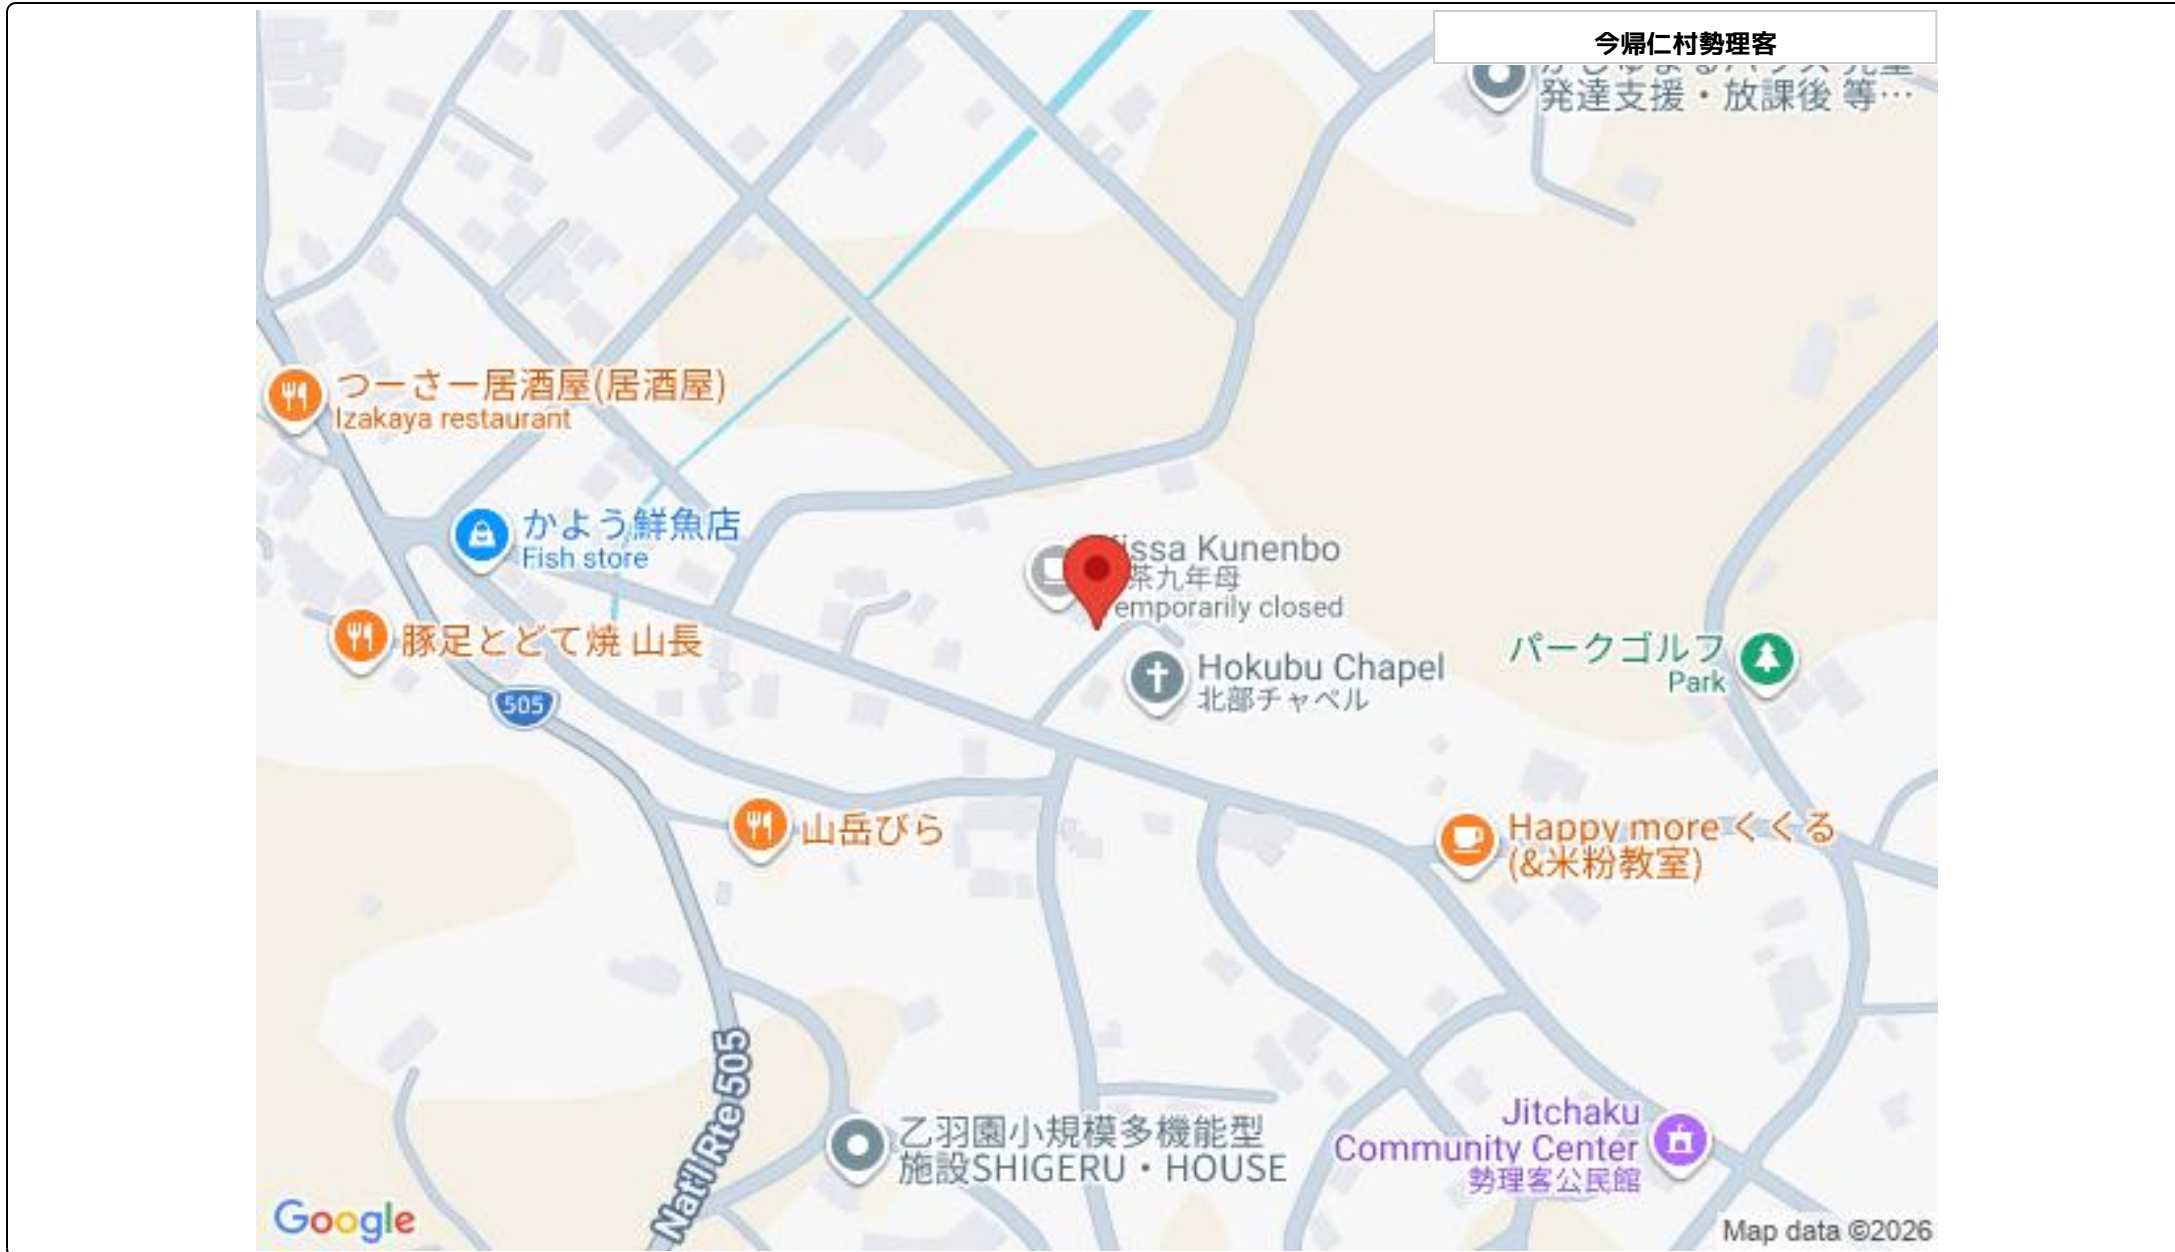 今帰仁村勢理客
発達支援・放課後 等…
つーさー居酒屋(居酒屋)
Izakaya restaurant
かよう鮮魚店
Fish store
issa Kunenbo
茶九年母
emporarily closed
豚足とどて焼 山長
Hokubu Chapel
北部チャペル
パークゴルフ
Park
505
山岳びら
Happy more くくる
(&米粉教室)
Nat'l Rte 505
乙羽園小規模多機能型
施設SHIGERU・HOUSE
Jitchaku
Community Center
勢理客公民館
Google
Map data ©2026